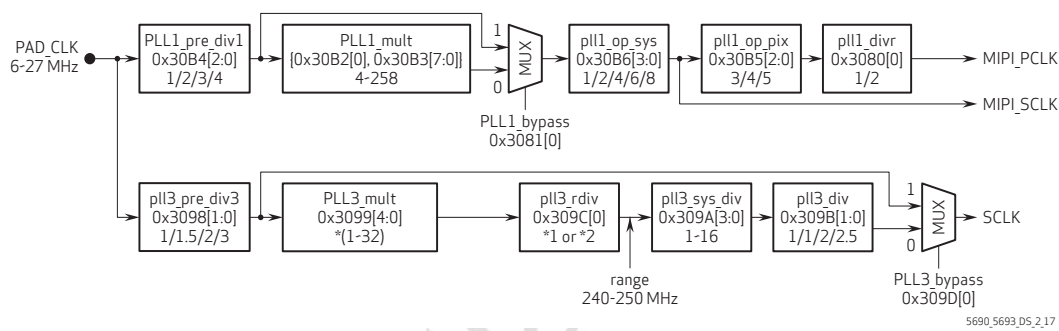 PAD_CLK
6-27 MHz
PLL1_pre_div1
0x30B4[2:0]
1/2/3/4
PLL1_mult
{0x30B2[0], 0x30B3[7:0]}
4-258
1
0
MUX
PLL1_bypass
0x3081[0]
pll1_op_sys
0x30B6[3:0]
1/2/4/6/8
pll1_op_pix
0x30B5[2:0]
3/4/5
pll1_divr
0x3080[0]
1/2
MIPI_PCLK
MIPI_SCLK
pll3_pre_div3
0x3098[1:0]
1/1.5/2/3
PLL3_mult
0x3099[4:0]
*(1-32)
pll3_rdiv
0x309C[0]
*1 or *2
range
240-250 MHz
pll3_sys_div
0x309A[3:0]
1-16
pll3_div
0x309B[1:0]
1/1/2/2.5
1
0
MUX
SCLK
PLL3_bypass
0x309D[0]
5690_5693_DS_2_17